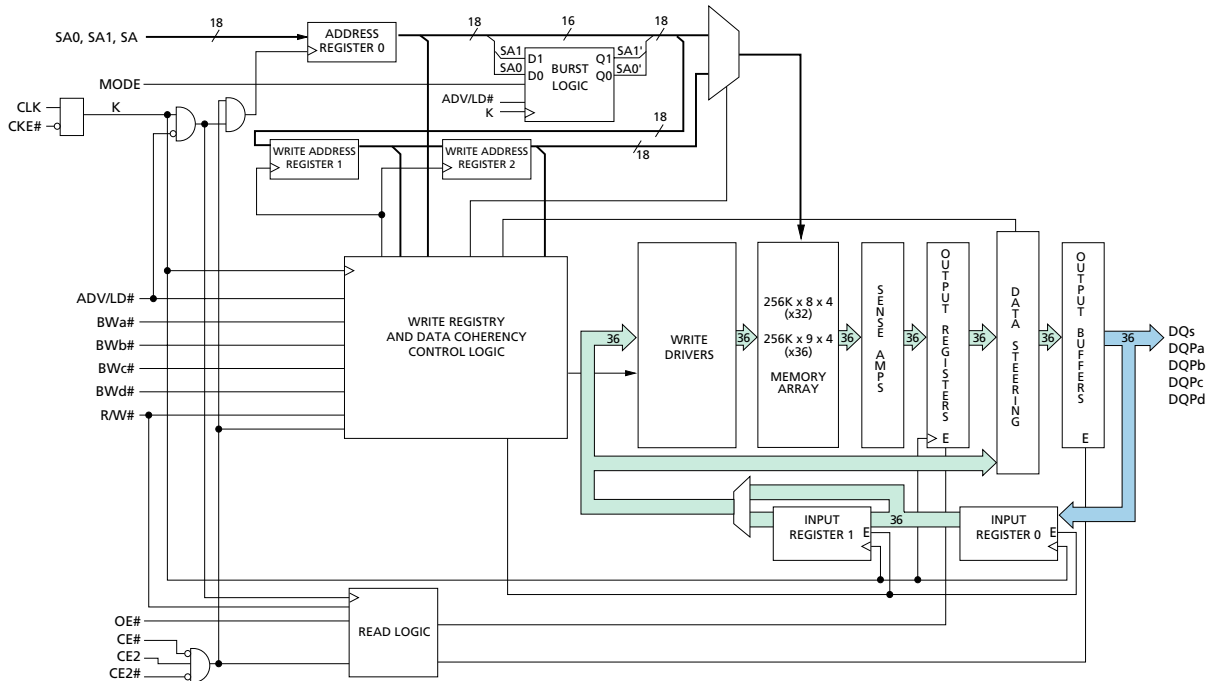 18
SA0, SA1, SA
ADDRESS
REGISTER 0
18
16
18
SA1
SA0
D1
D0
BURST
LOGIC
Q1
Q0
SA1'
SA0'
MODE
ADV/LD#
K
CLK
CKE#
K
18
18
WRITE ADDRESS
REGISTER 1
WRITE ADDRESS
REGISTER 2
ADV/LD#
BWa#
BWb#
BWc#
BWd#
R/W#
WRITE REGISTRY
AND DATA COHERENCY
CONTROL LOGIC
36
WRITE
DRIVERS
36
256K x 8 x 4
(x32)
256K x 9 x 4
(x36)
MEMORY
ARRAY
36
SENSE AMPS
36
OUTPUT REGISTERS
E
36
DATA STEERING
36
OUTPUT BUFFERS
E
36
DQs
DQPa
DQPb
DQPc
DQPd
INPUT
REGISTER 1
E
36
INPUT
REGISTER 0
E
OE#
CE#
CE2
CE2#
READ LOGIC